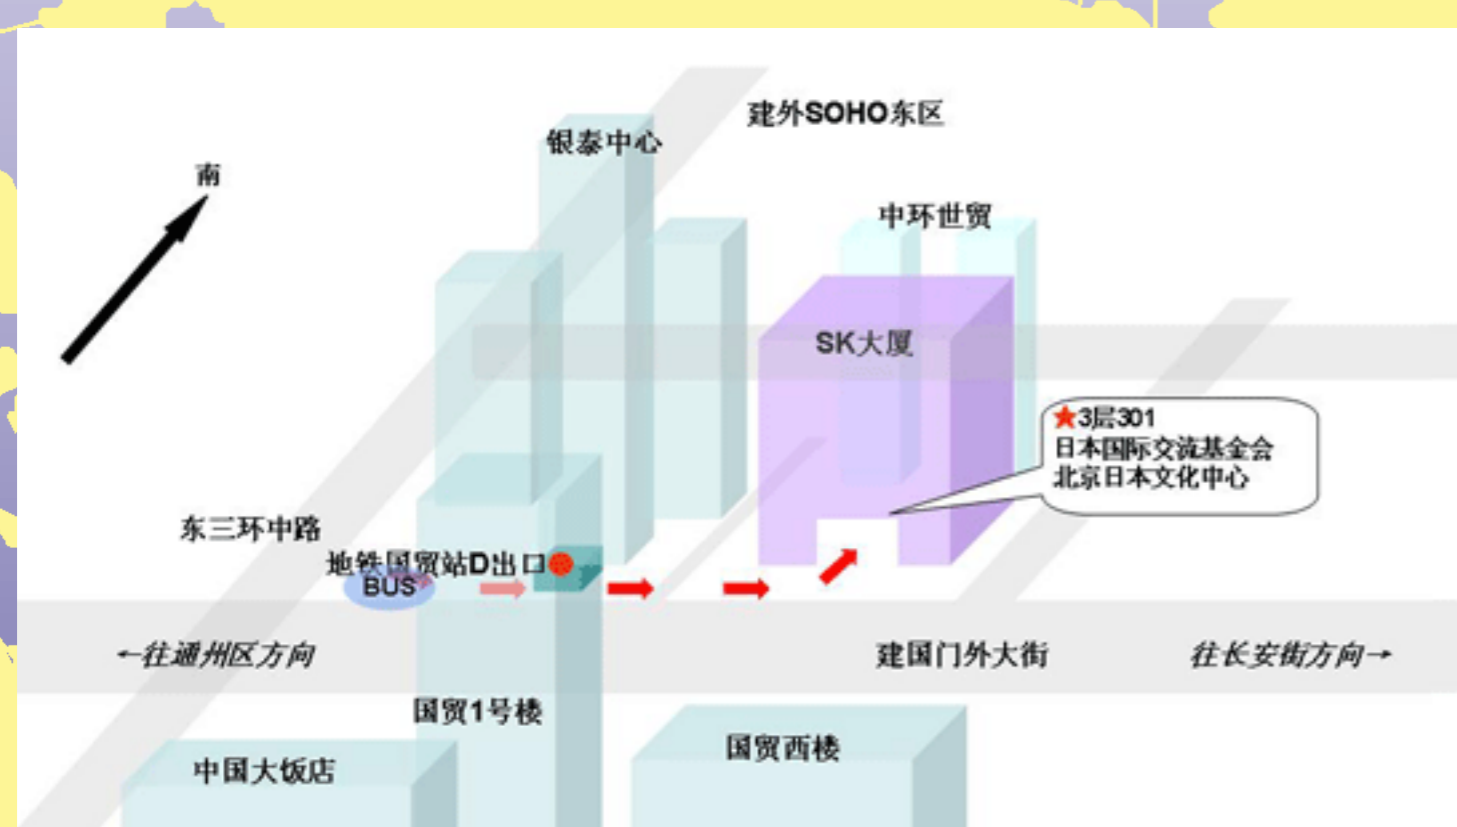 建外SOHO东区
银泰中心
南
中环世贸
SK大厦
★3层301
日本国际交流基金会
北京日本文化中心
东三环中路
地铁国贸站D出口
BUS
←往通州区方向
建国门外大街
往长安街方向→
国贸1号楼
国贸西楼
中国大饭店